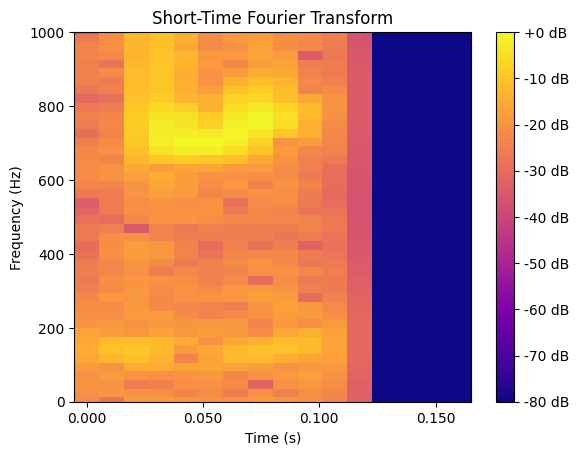 Short-Time Fourier Transform
1000
800
600
400
200
0
Frequency (Hz)
0.000
0.050
0.100
0.150
Time (s)
+0 dB
-10 dB
-20 dB
-30 dB
-40 dB
-50 dB
-60 dB
-70 dB
-80 dB